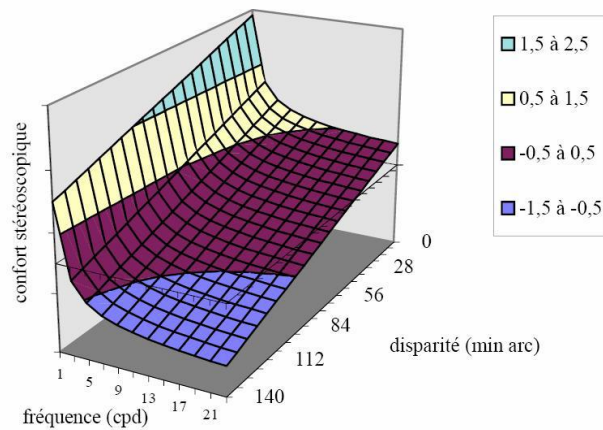 1,5 à 2,5
0,5 à 1,5
-0,5 à 0,5
-1,5 à -0,5
confort stéréoscopique
0
28
56
84
112
140
disparité (min arc)
1
5
9
13
17
21
fréquence (cpd)